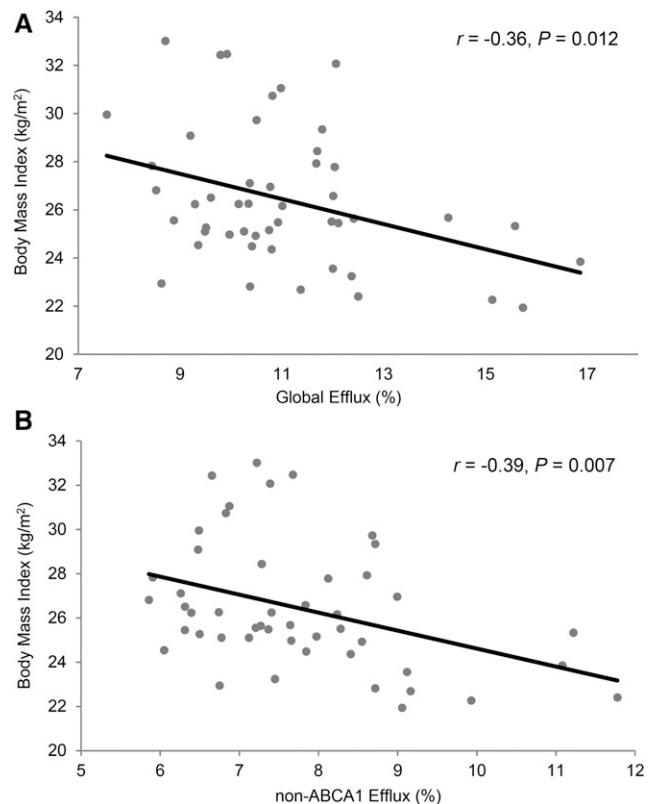 A
r = -0.36, P = 0.012
Body Mass Index (kg/m²)
34
32
30
28
26
24
22
20
7 9 11 13 15 17
Global Efflux (%)
B
r = -0.39, P = 0.007
Body Mass Index (kg/m²)
34
32
30
28
26
24
22
20
5 6 7 8 9 10 11 12
non-ABCA1 Efflux (%)